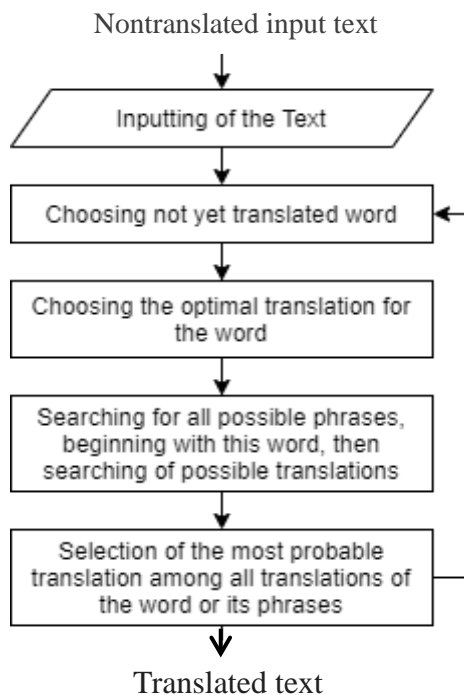 Nontranslated input text
Inputting of the Text
Choosing not yet translated word
Choosing the optimal translation for
the word
Searching for all possible phrases,
beginning with this word, then
searching of possible translations
Selection of the most probable
translation among all translations of
the word or its phrases
Translated text